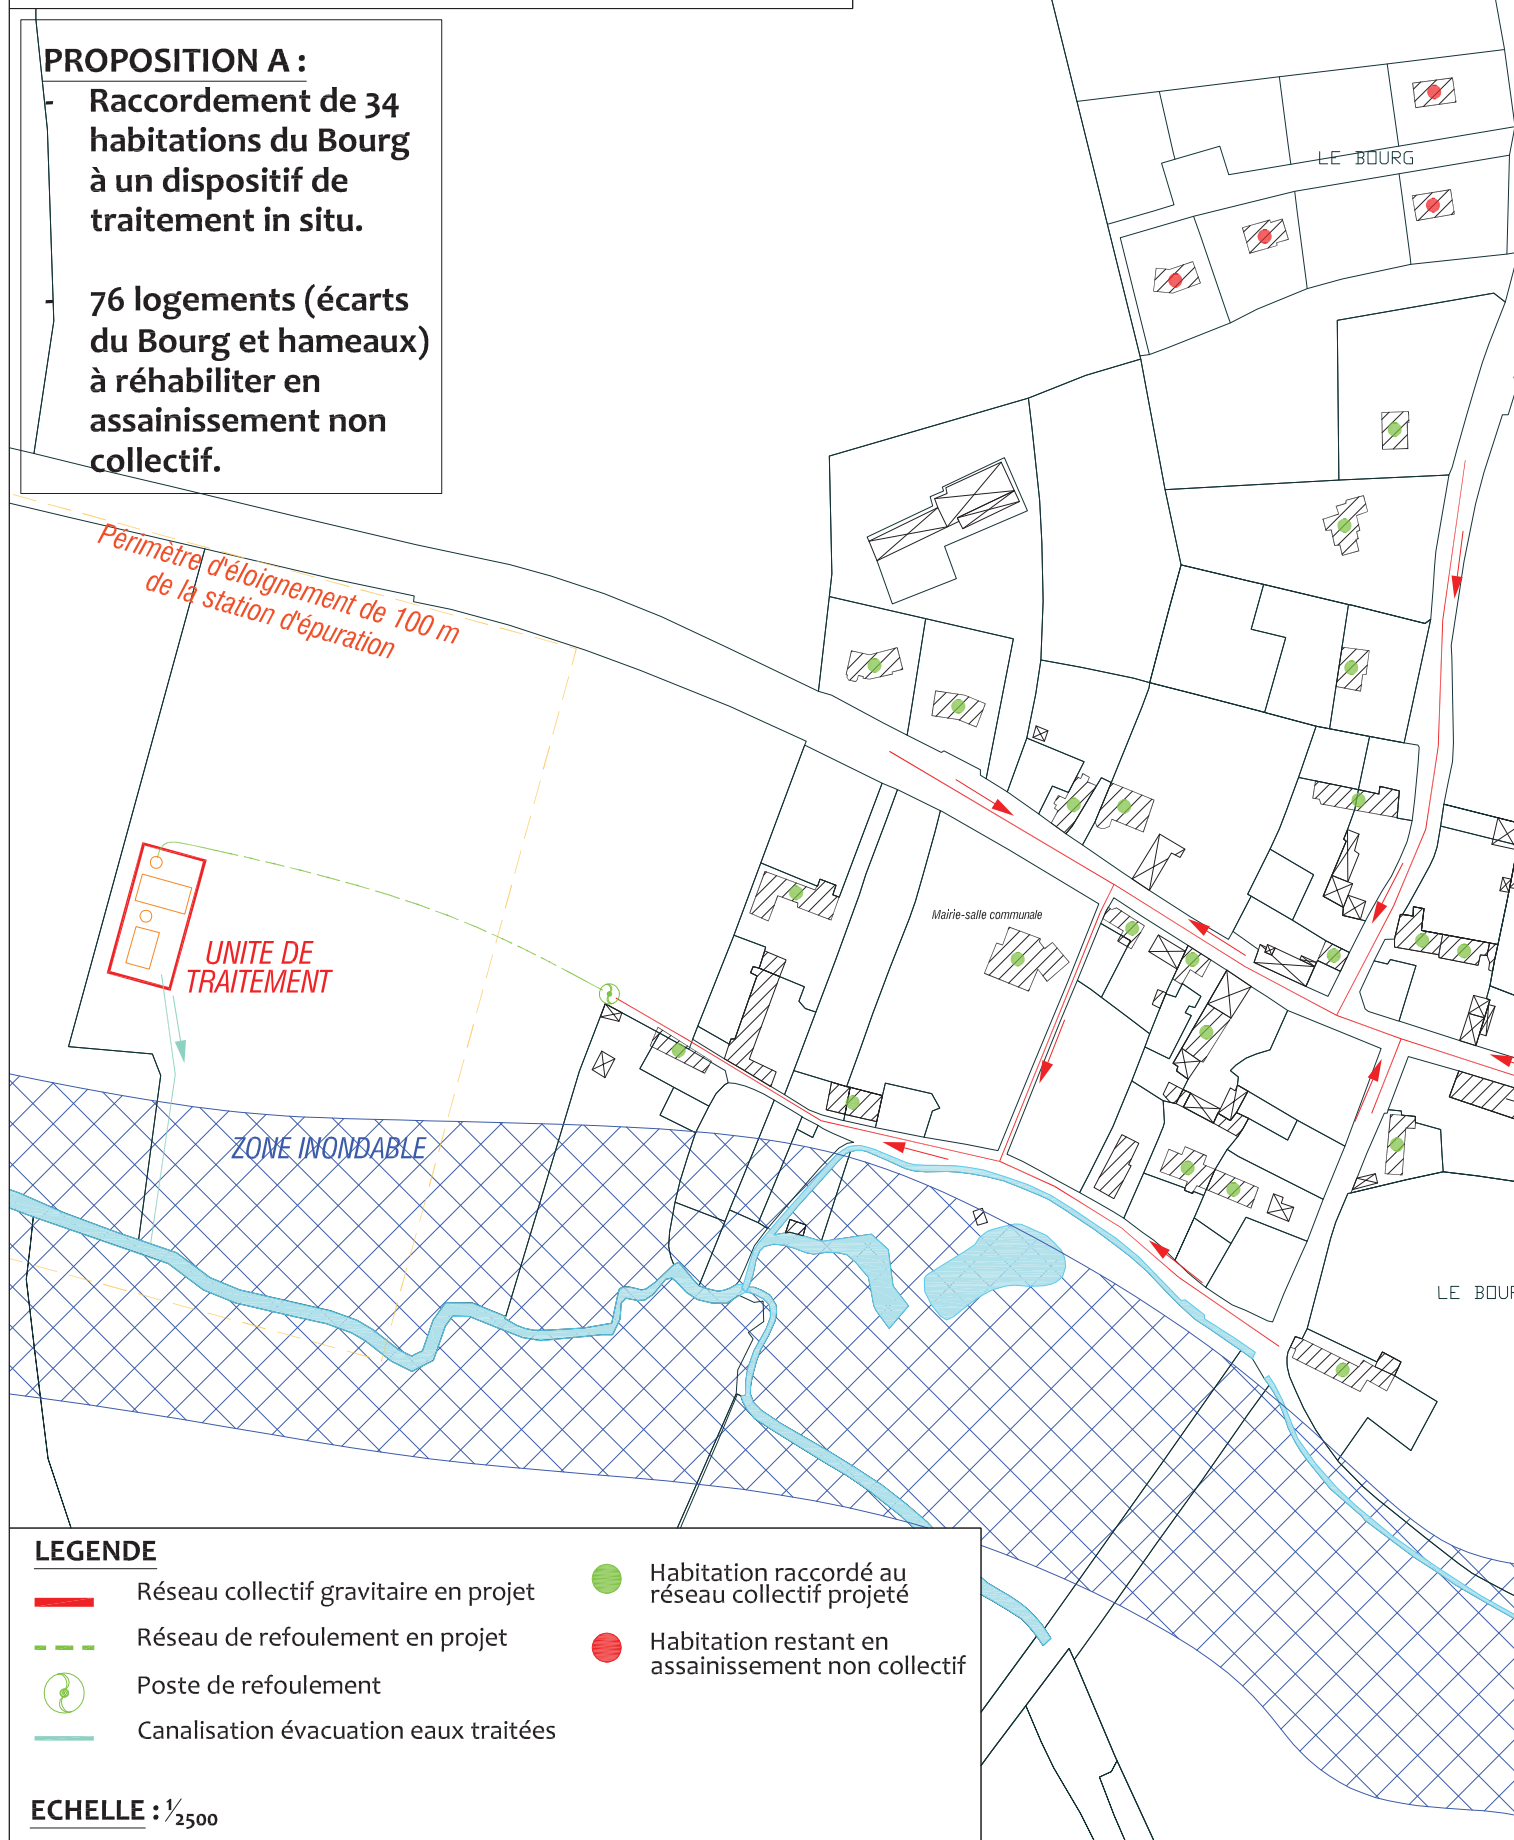 PROPOSITION A :
- Raccordement de 34
habitations du Bourg
à un dispositif de
traitement in situ.
- 76 logements (écarts
du Bourg et hameaux)
à réhabiliter en
assainissement non
collectif.
LE BOURG
Périmètre d'éloignement de 100 m
de la station d'épuration
Mairie-salle communale
UNITE DE
TRAITEMENT
ZONE INONDABLE
LE BOUR
LEGENDE
Réseau collectif gravitaire en projet
Réseau de refoulement en projet
Poste de refoulement
Canalisation évacuation eaux traitées
Habitation raccordé au
réseau collectif projeté
Habitation restant en
assainissement non collectif
ECHELLE : 1/2500